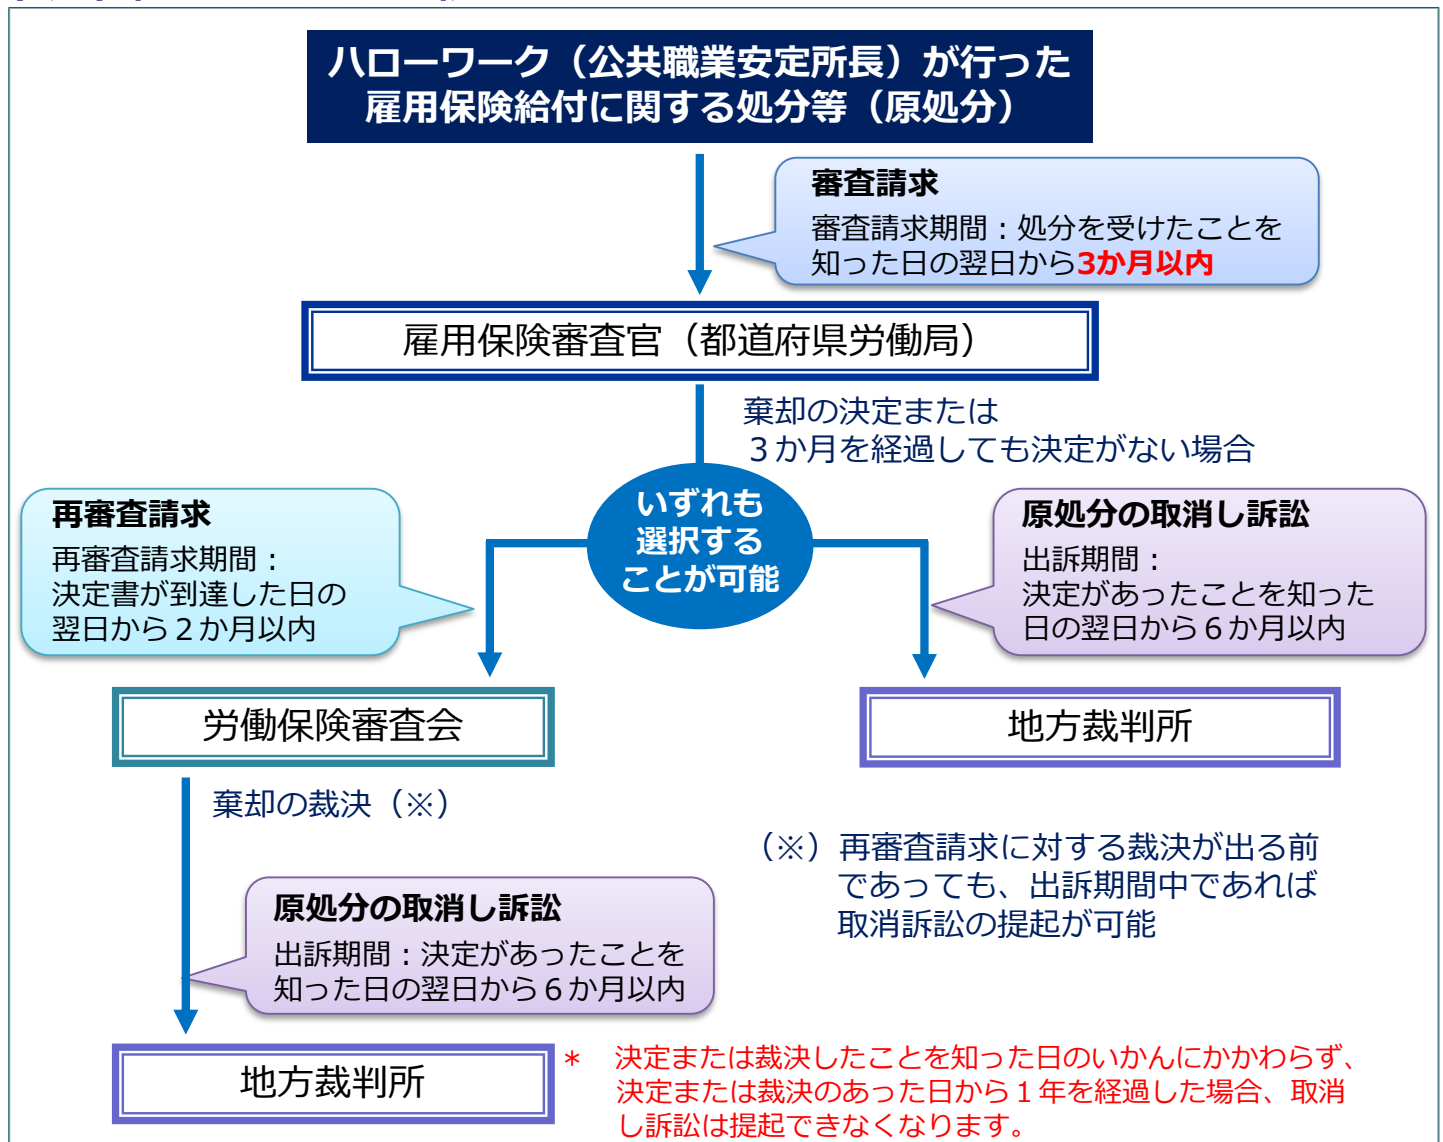 ハローワーク（公共職業安定所長）が行った
雇用保険給付に関する処分等（原処分）
審査請求
審査請求期間：処分を受けたことを
知った日の翌日から3か月以内
雇用保険審査官（都道府県労働局）
棄却の決定または
３か月を経過しても決定がない場合
いずれも
選択する
ことが可能
再審査請求
再審査請求期間：
決定書が到達した日の
翌日から２か月以内
原処分の取消し訴訟
出訴期間：
決定があったことを知った
日の翌日から６か月以内
労働保険審査会
地方裁判所
棄却の裁決（※）
（※）再審査請求に対する裁決が出る前
であっても、出訴期間中であれば
取消訴訟の提起が可能
原処分の取消し訴訟
出訴期間：決定があったことを
知った日の翌日から６か月以内
地方裁判所
＊　決定または裁決したことを知った日のいかんにかかわらず、
決定または裁決のあった日から１年を経過した場合、取消
し訴訟は提起できなくなります。